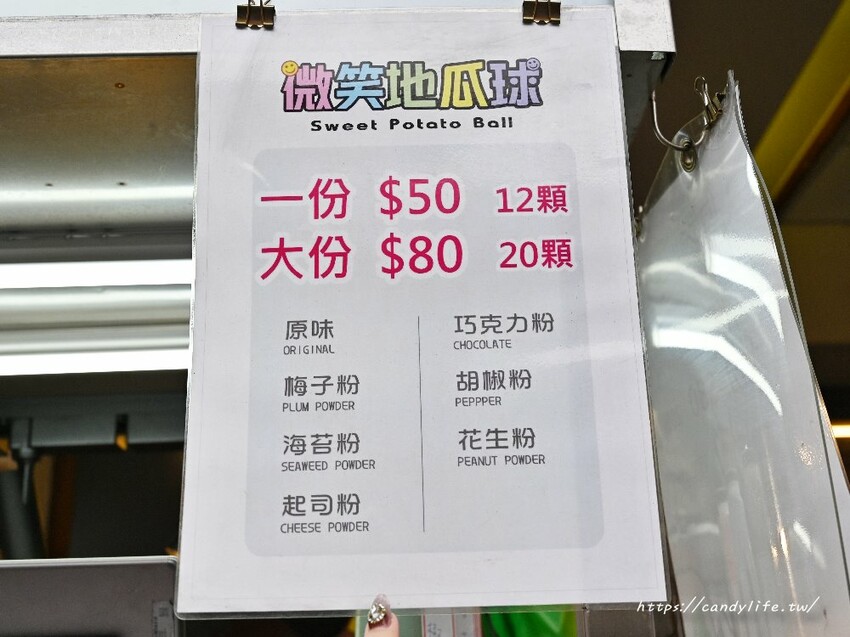 微笑地瓜球
Sweet Potato Ball
一份 $50 12顆
大份 $80 20顆
原味
ORIGINAL
梅子粉
PLUM POWDER
海苔粉
SEAWEED POWDER
起司粉
CHEESE POWDER
巧克力粉
CHOCOLATE
胡椒粉
PEPPPER
花生粉
PEANUT POWDER
https://candylife.tw/